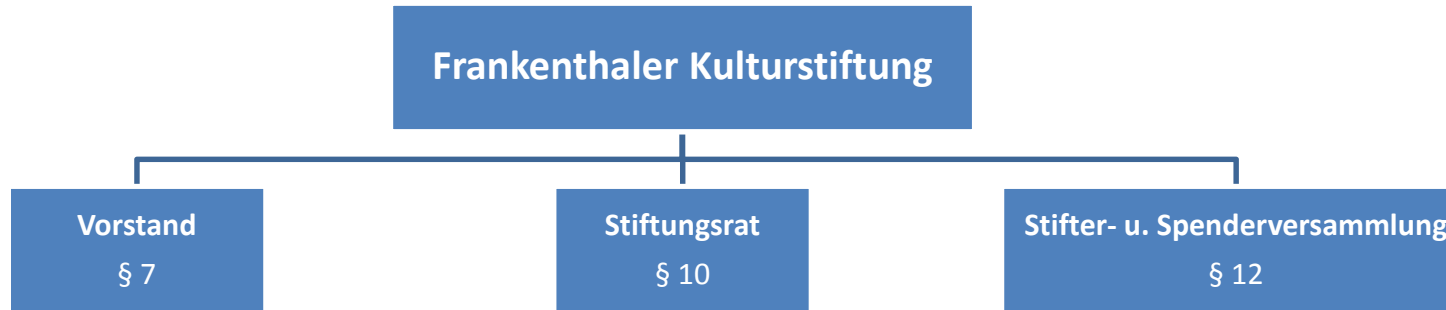 Frankenthaler Kulturstiftung
Vorstand
§ 7
Stiftungsrat
§ 10
Stifter- u. Spenderversammlung
§ 12